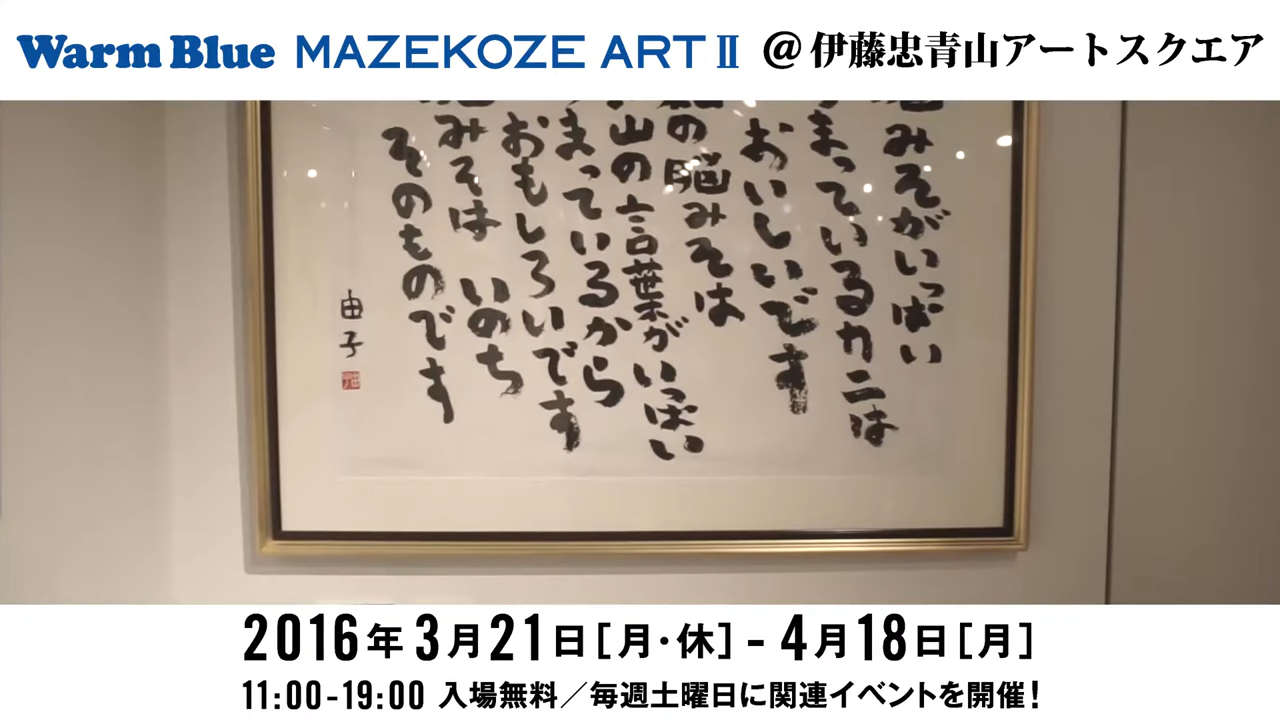 Warm Blue MAZEKOZE ART II @伊藤忠青山アートスクエア
みそがいっぱい
まっているカニは
おいしいです
の脳みそは
山の言葉がいっぱい
まっているから
おもしろいです
みそは いのち
そのものです
由子
2016年3月21日[月・休]-4月18日[月]
11:00-19:00 入場無料/毎週土曜日に関連イベントを開催!